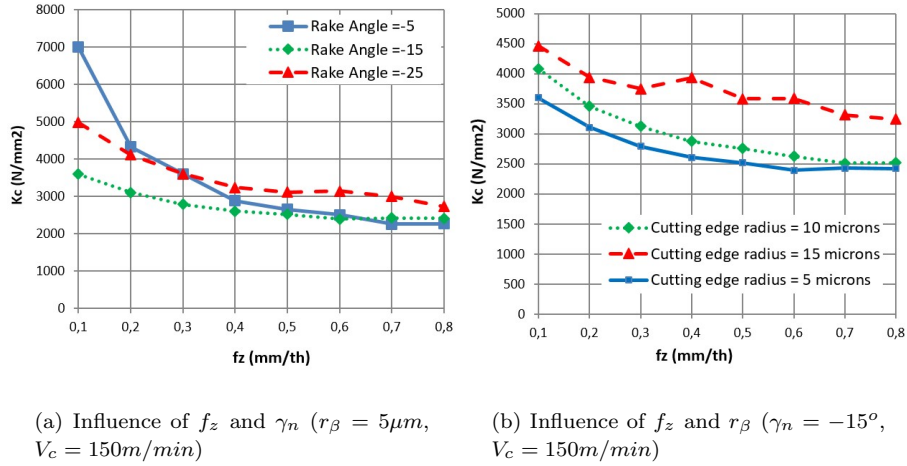 8000
7000
6000
5000
4000
3000
2000
1000
0
Kc (N/mm2)
Rake Angle =-5
Rake Angle =-15
Rake Angle =-25
0,1 0,2 0,3 0,4 0,5 0,6 0,7 0,8
fz (mm/th)
5000
4500
4000
3500
3000
2500
2000
1500
1000
500
0
Kc (N/mm2)
Cutting edge radius = 10 microns
Cutting edge radius = 15 microns
Cutting edge radius = 5 microns
0,1 0,2 0,3 0,4 0,5 0,6 0,7 0,8
fz (mm/th)
(a) Influence of fz and γn (rβ = 5μm,
Vc = 150m/min)
(b) Influence of fz and rβ (γn = −15o,
Vc = 150m/min)